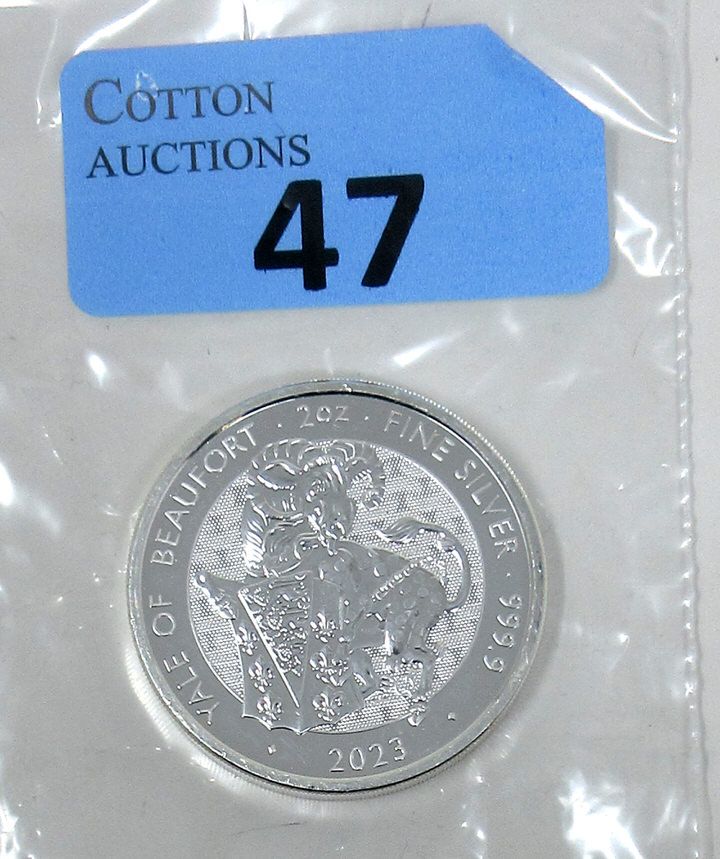 COTTON
AUCTIONS
47
YALE OF BEAUFORT · 2oz · FINE SILVER · 999.9
· 2023 ·